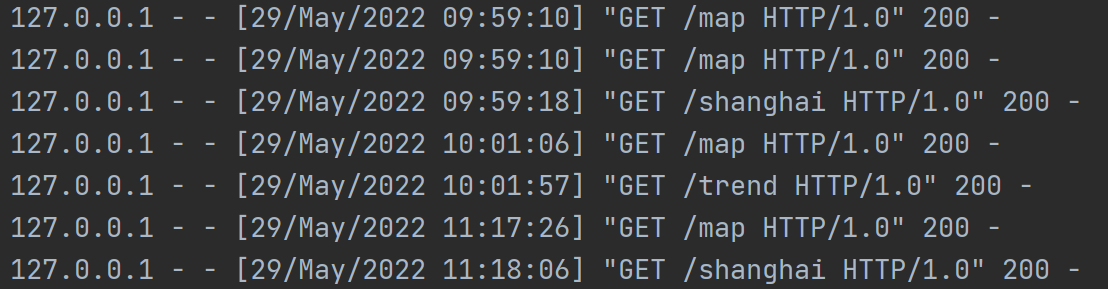 127.0.0.1 - - [29/May/2022 09:59:10] "GET /map HTTP/1.0" 200 -
127.0.0.1 - - [29/May/2022 09:59:10] "GET /map HTTP/1.0" 200 -
127.0.0.1 - - [29/May/2022 09:59:18] "GET /shanghai HTTP/1.0" 200 -
127.0.0.1 - - [29/May/2022 10:01:06] "GET /map HTTP/1.0" 200 -
127.0.0.1 - - [29/May/2022 10:01:57] "GET /trend HTTP/1.0" 200 -
127.0.0.1 - - [29/May/2022 11:17:26] "GET /map HTTP/1.0" 200 -
127.0.0.1 - - [29/May/2022 11:18:06] "GET /shanghai HTTP/1.0" 200 -